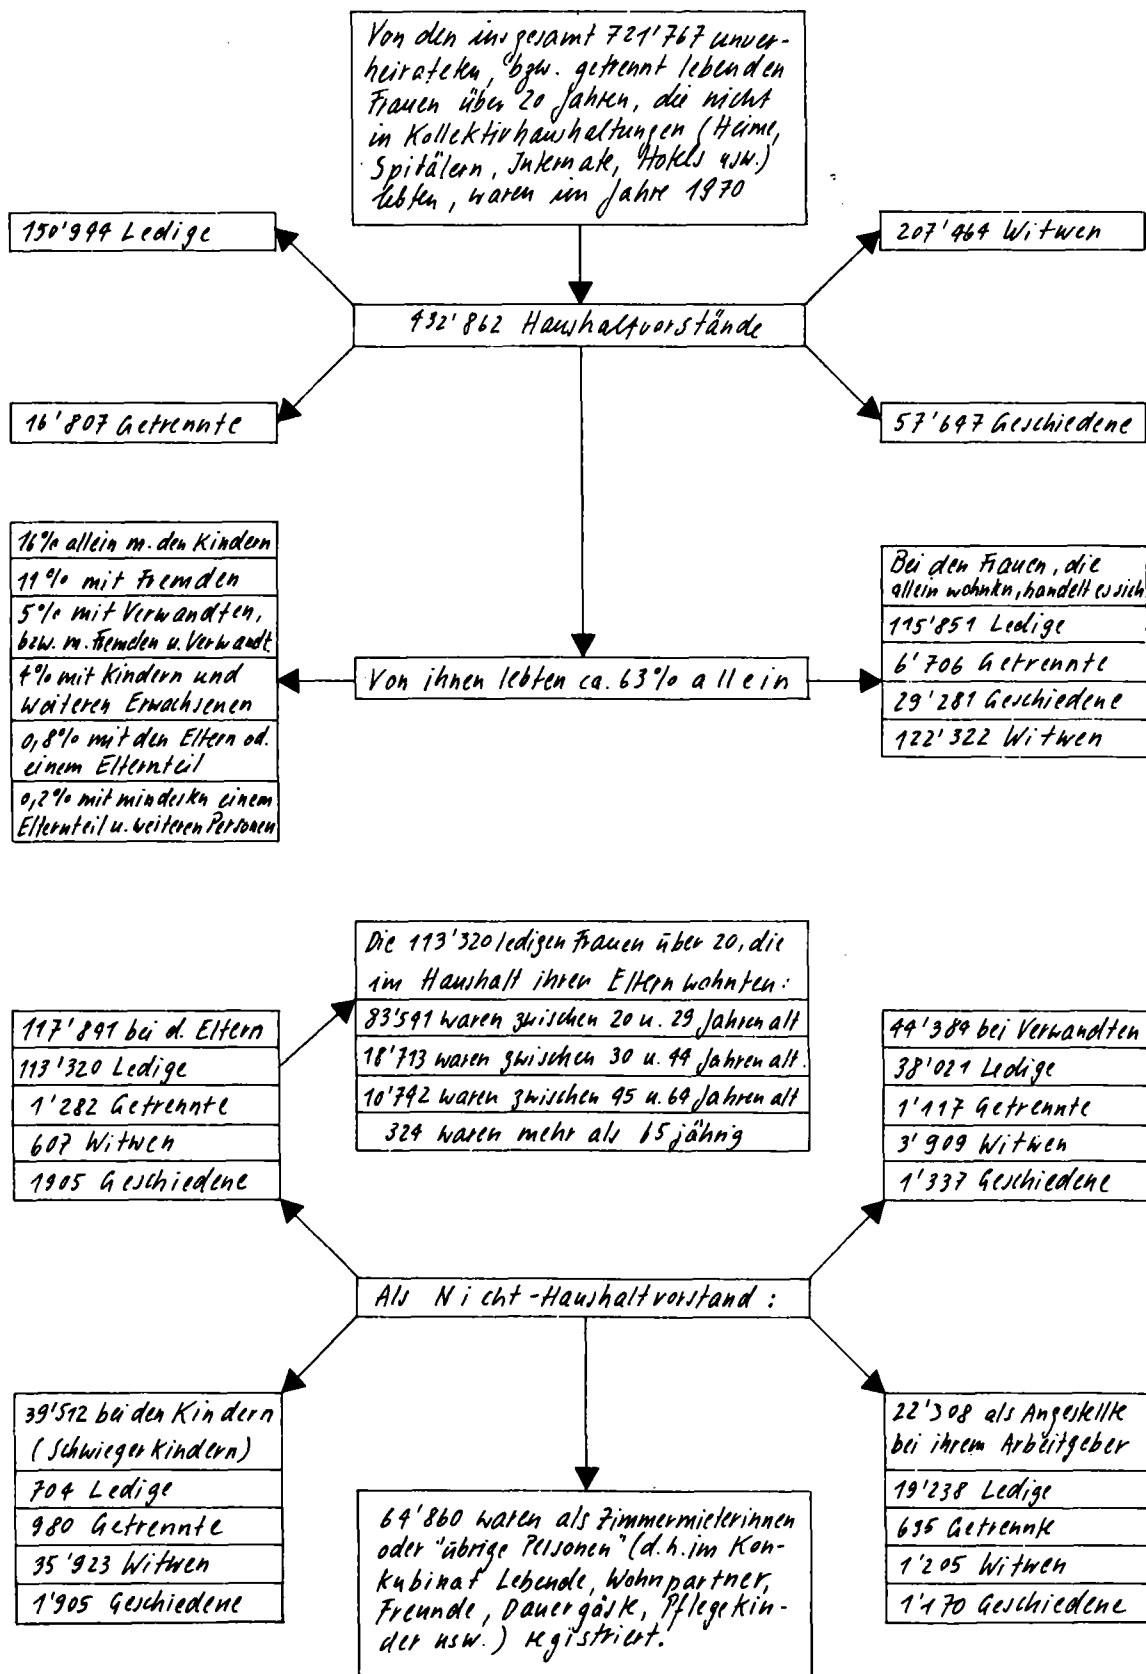 Von den insgesamt 721'767 unver-
heirateten, bzw. getrennt lebenden
Frauen über 20 Jahren, die nicht
in Kollektivhaushaltungen (Heime,
Spitälern, Internate, Hotels usw.)
lebten, waren im Jahre 1970
150'944 Ledige
207'464 Witwen
432'862 Haushaltvorstände
16'807 Getrennte
57'647 Geschiedene
16% allein m. den Kindern
11% mit Fremden
5% mit Verwandten,
bzw. m. Fremden u. Verwandt.
4% mit Kindern und
weiteren Erwachsenen
0,8% mit den Eltern od.
einem Elternteil
0,2% mit mindesten einem
Elternteil u. weiteren Personen
Von ihnen lebten ca. 63% allein
Bei den Frauen, die
allein wohnten, handelt es sich:
115'851 Ledige
6'706 Getrennte
29'281 Geschiedene
122'322 Witwen
Die 113'320 ledigen Frauen über 20, die
im Haushalt ihrer Eltern wohnten:
83'541 waren zwischen 20 u. 29 Jahren alt
18'713 waren zwischen 30 u. 44 Jahren alt.
10'742 waren zwischen 45 u. 64 Jahren alt
324 waren mehr als 65 jährig
117'841 bei d. Eltern
113'320 Ledige
1'282 Getrennte
607 Witwen
1905 Geschiedene
44'384 bei Verwandten
38'021 Ledige
1'117 Getrennte
3'909 Witwen
1'337 Geschiedene
Als Nicht-Haushaltvorstand:
39'512 bei den Kindern
(Schwiegerkindern)
704 Ledige
980 Getrennte
35'923 Witwen
1'905 Geschiedene
64'860 waren als Zimmermieterinnen
oder "übrige Personen" (d.h. im Kon-
kubinat Lebende, Wohnpartner,
Freunde, Dauergäste, Pflegekin-
der usw.) registriert.
22'308 als Angestellte
bei ihrem Arbeitgeber
19'238 Ledige
695 Getrennte
1'205 Witwen
1'170 Geschiedene